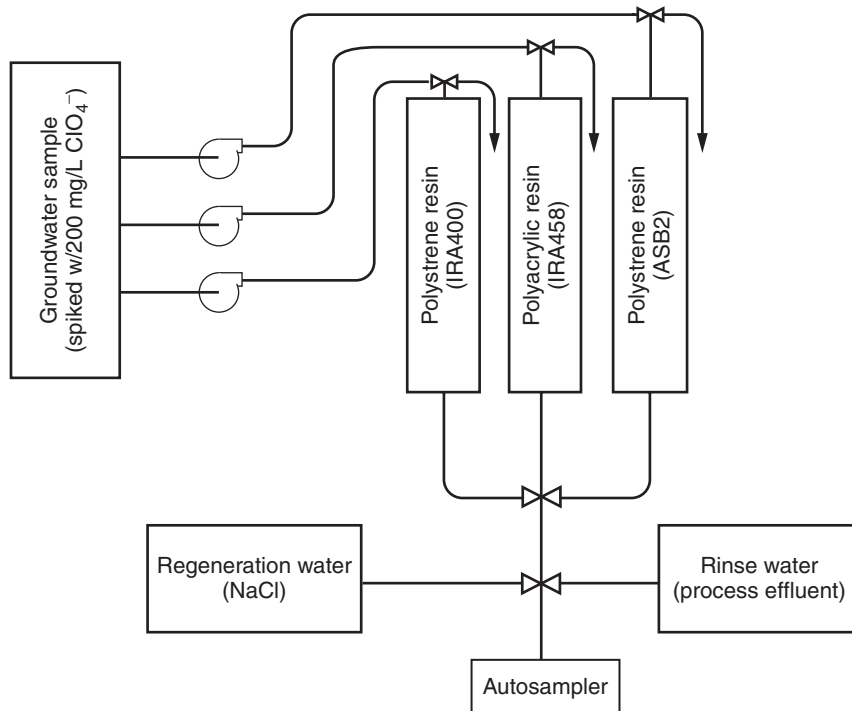 Groundwater sample
(spiked w/200 mg/L ClO₄⁻)
Polystrene resin
(IRA400)
Polyacrylic resin
(IRA458)
Polystrene resin
(ASB2)
Regeneration water
(NaCl)
Rinse water
(process effluent)
Autosampler